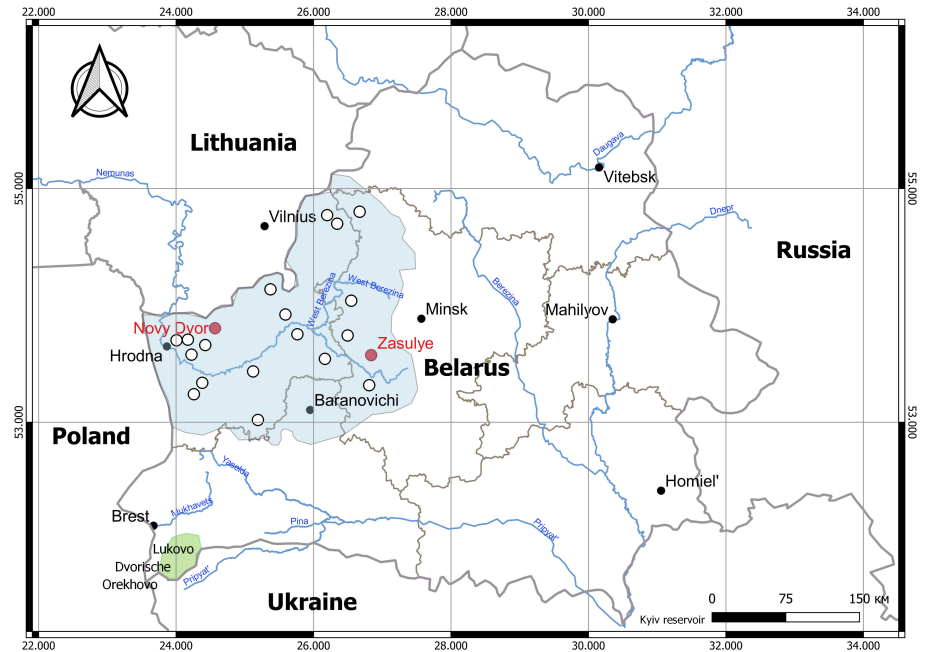 22.000 24.000 26.000 28.000 30.000 32.000 34.000
Daugava
Lithuania
Vitebsk
Nemunas
55.000 55.000
Dnepr
Vilnius
Russia
West Berezina
West Berezina
Berezina
Minsk
Mahilyov
Novy Dvor
Zasulye
Hrodna
Belarus
Baranovichi
Poland
53.000 53.000
Yaselda
Homiel'
Mukhavets
Brest
Pina
Pripyat'
Lukovo
Dvorische
Pripyat'
Orekhovo
Ukraine
0 75 150 км
Kyiv reservoir
22.000 24.000 26.000 28.000 30.000 32.000 34.000